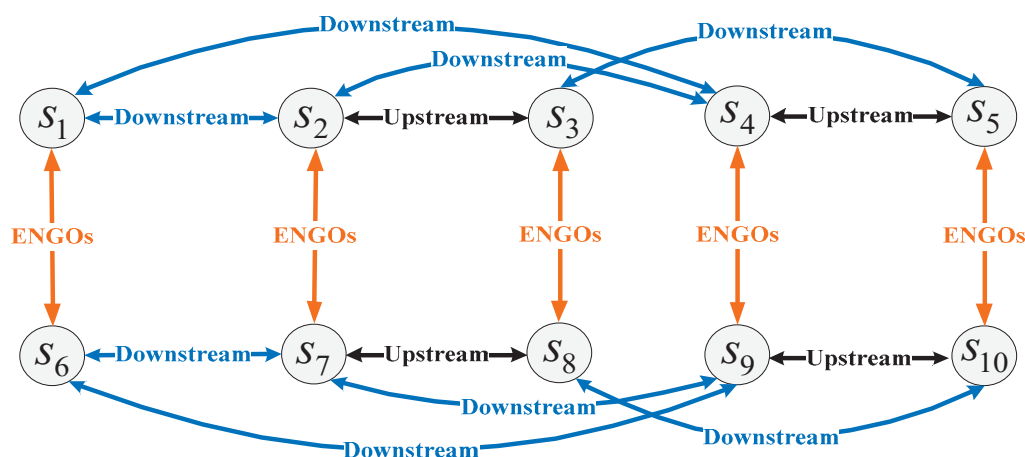 Downstream
Downstream
Downstream
S1 Downstream S2 Upstream S3 S4 Upstream S5
ENGOs ENGOs ENGOs ENGOs ENGOs
S6 Downstream S7 Upstream S8 S9 Upstream S10
Downstream
Downstream
Downstream